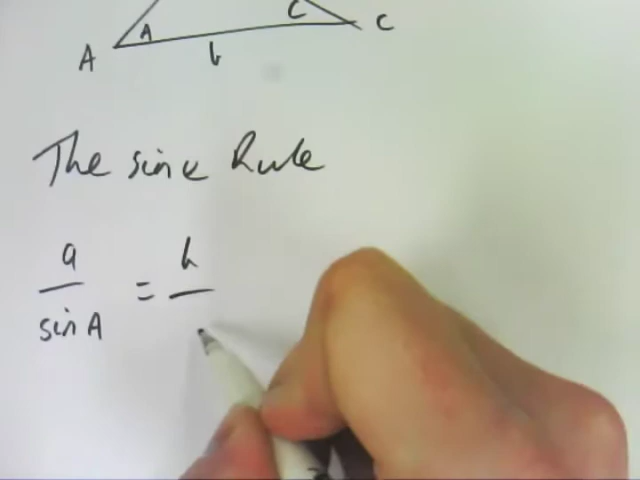 A C
A b C
The sine Rule
a = b
sin A